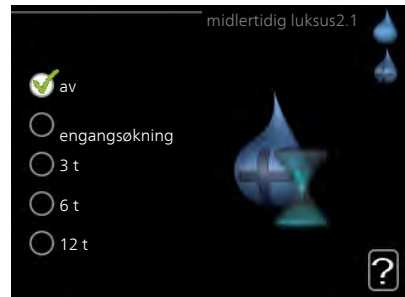 midlertidig luksus2.1
av
engangsøkning
3 t
6 t
12 t
?